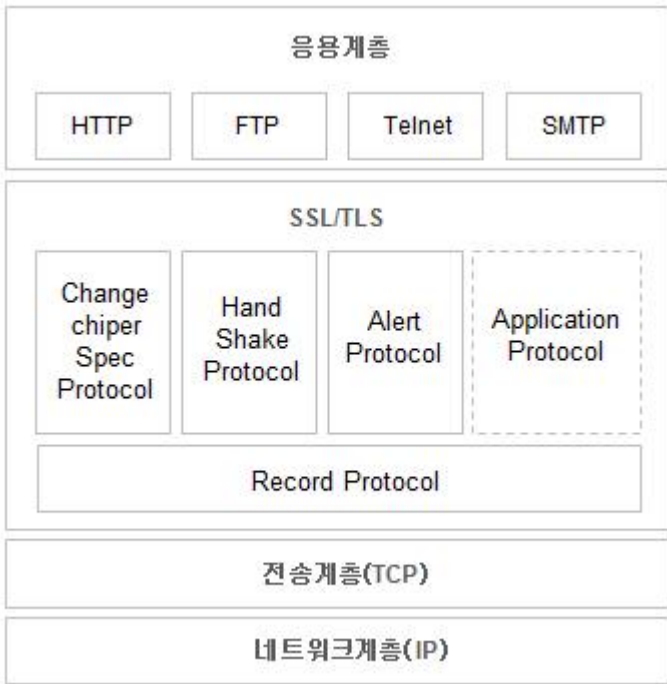 응용계층
HTTP
FTP
Telnet
SMTP
SSL/TLS
Change
chiper
Spec
Protocol
Hand
Shake
Protocol
Alert
Protocol
Application
Protocol
Record Protocol
전송계층(TCP)
네트워크계층(IP)